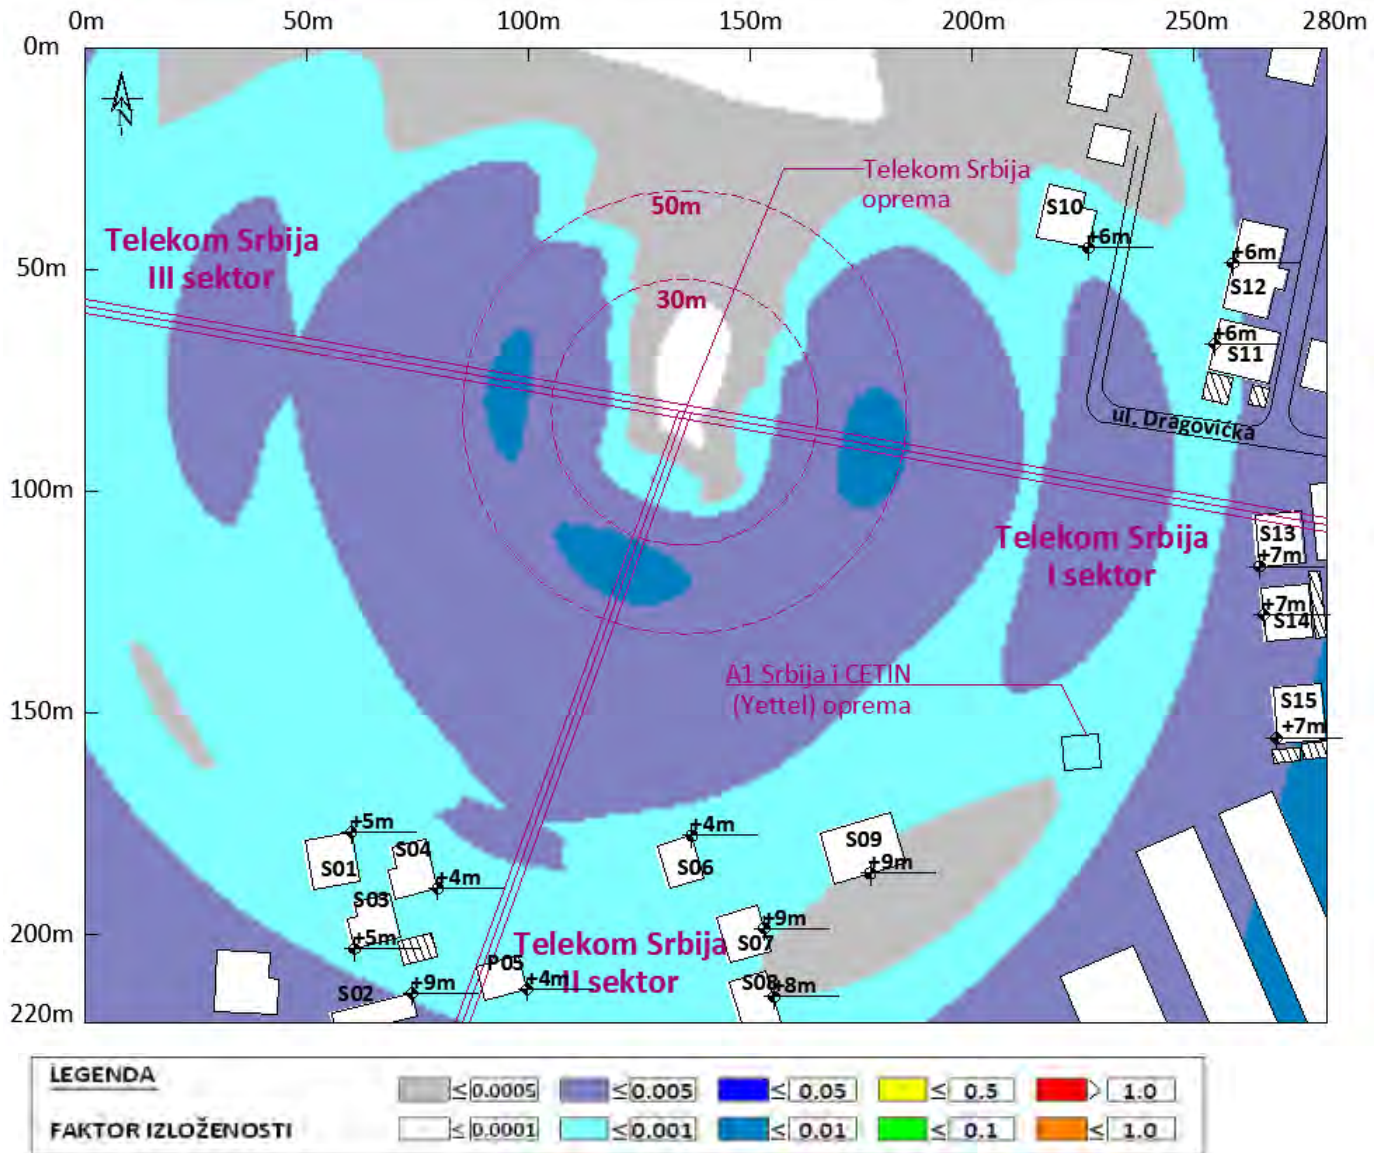 0m 50m 100m 150m 200m 250m 280m
0m
N
Telekom Srbija
oprema
50m
S10
+6m
Telekom Srbija
III sektor
50m
+6m
S12
30m
+6m
S11
ul. Dragovićka
100m
Telekom Srbija
I sektor
S13
+7m
+7m
S14
A1 Srbija i CETIN
(Yettel) oprema
150m
S15
+7m
+5m
S01
S04
+4m
+4m
S06
S09
+9m
S03
+5m
200m
+9m
S07
Telekom Srbija
II sektor
P05
+4m
S02
+9m
S08
+8m
220m
LEGENDA
FAKTOR IZLOŽENOSTI
≤ 0.0005 ≤ 0.005 ≤ 0.05 ≤ 0.5 > 1.0
≤ 0.0001 ≤ 0.001 ≤ 0.01 ≤ 0.1 ≤ 1.0